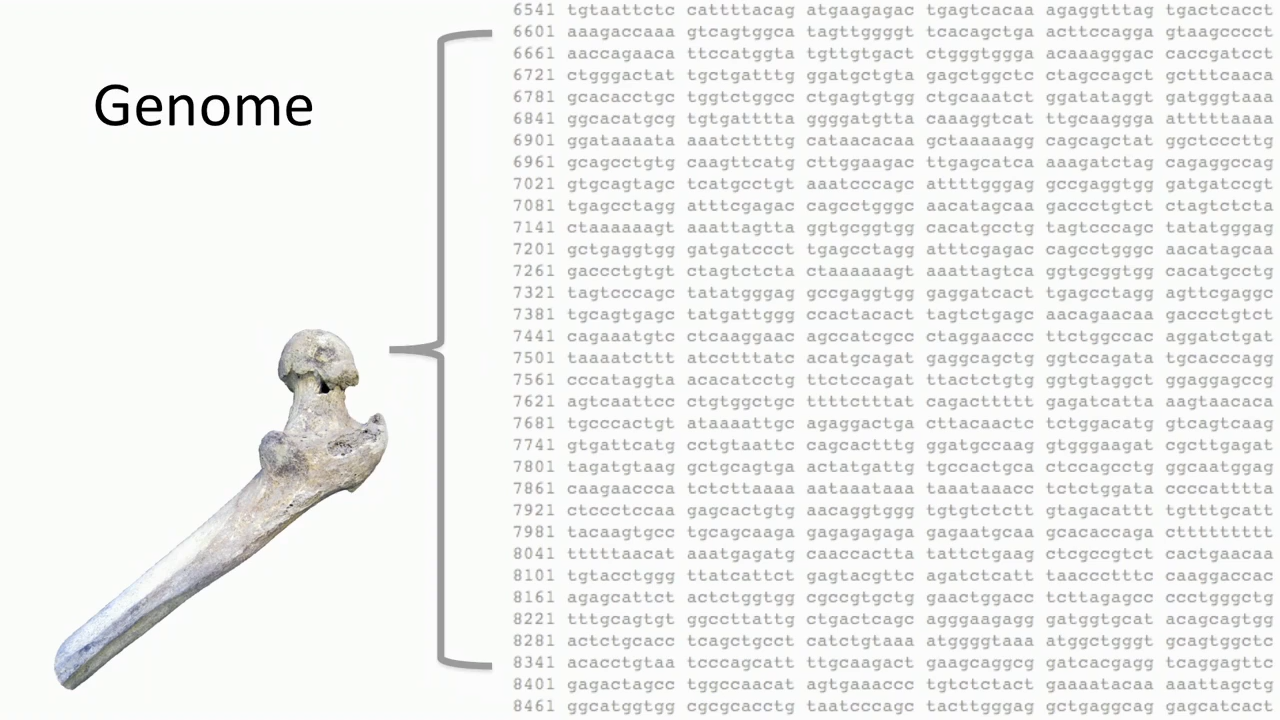 Genome
6541 tgtaattctc cattttacag atgaagagac tgagtcacaa agaggtttag tgactcacct
6601 aaagaccaaa gtcagtggca tagttggggt tcacagctga acttccagga gtaagcccct
6661 aaccagaaca ttccatggta tgttgtgact ctgggtggga acaaagggac caccgatcct
6721 ctgggactat tgctgatttg ggatgctgta gagctggctc ctagccagct gctttcaaca
6781 gcacacctgc tggtctggcc ctgagtgtgg ctgcaaatct ggatataggt gatgggtaaa
6841 ggcacatgcg tgtgatttta ggggatgtta caaaggtcat ttgcaaggga atttttaaaa
6901 ggataaaata aaatcttttg cataacacaa gctaaaaagg cagcagctat ggctcccttg
6961 gcagcctgtg caagttcatg cttggaagac ttgagcatca aaagatctag cagaggccag
7021 gtgcagtagc tcatgcctgt aaatcccagc attttgggag gccgaggtgg gatgatccgt
7081 tgagcctagg atttcgagac cagcctgggc aacatagcaa gaccctgtct ctagtctcta
7141 ctaaaaaagt aaattagtta ggtgcggtgg cacatgcctg tagtcccagc tatatgggag
7201 gctgaggtgg gatgatccct tgagcctagg atttcgagac cagcctgggc aacatagcaa
7261 gaccctgtgt ctagtctcta ctaaaaaagt aaattagtca ggtgcggtgg cacatgcctg
7321 tagtcccagc tatatgggag gccgaggtgg gaggatcact tgagcctagg agttcgaggc
7381 tgcagtgagc tatgattggg ccactacact tagtctgagc aacagaacaa gaccctgtct
7441 cagaaatgtc ctcaaggaac agccatgcgcc ctaggaaccc ttctggccac aggatctgat
7501 taaaatcttt atcctttatc acatgagagat gaggcagctg ggtccagata tgcacccagg
7561 cccataggta acacatcctg ttctccagat ttactctgtg ggtgtaggct ggaggagccg
7621 agtcaattcc ctgtggctgc ttttctttat cagacttttt gagatcatta aagtaacaca
7681 tgcccactgt ataaaattgc agaggactga cttacaactc tctggacatg gtcagtcaag
7741 gtgattcatg cctgtaattc cagcactttg ggatgccaag gtgggaagat cgcttgagat
7801 tagatgtaag gctgcagtga actatgattg tgccactgca ctccagcctg ggcaatggag
7861 caagaaccca tctcttaaaa aataaataaa taaataaacc tctctggata ccccatttta
7921 ctccctccaa gagcactgtg aacaggtggg tgtgtctctt gtagacattt tgtttgcatt
7981 tacaagtgcc tgcagcaaag gagagagaga gagaatgcaa gcacaccaga cttttttttt
8041 tttttaacat aaatgagatg caaccactta tattctgaag ctcgccgtct cactgaacaa
8101 tgtacctggg ttatcattct gagtacgttc agatctcatt taaccctttc caaggaccac
8161 agagcattct actctggtgg cgccgtgctg gaactggacc tcttagagcc cccctgggctg
8221 tttgcagtgt ggccttattg ctgactcagc agggaagagg gatggtgcat acagcagtgg
8281 actctgcacc tcagctgcct gtatctgtaaa atggggtaaa atggctgggt gcagtggctc
8341 acacctgtaa tcccagcatt ttgcaagact gaagcaggcg gatcacgagg tcaggagttc
8401 gagactagcc tggccaacat agtgaaaccc tgtctctact gaaaatacaa aaattagctg
8461 ggcatggtgg cgcgcacctg taatcccagc tacttgggag gctgaggcag gagcatcact